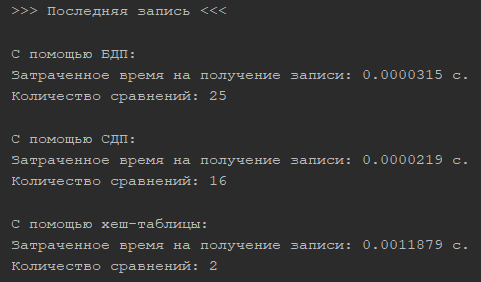 >>> Последняя запись <<<
С помощью БДП:
Затраченное время на получение записи: 0.0000315 с.
Количество сравнений: 25
С помощью СДП:
Затраченное время на получение записи: 0.0000219 с.
Количество сравнений: 16
С помощью хеш-таблицы:
Затраченное время на получение записи: 0.0011879 с.
Количество сравнений: 2